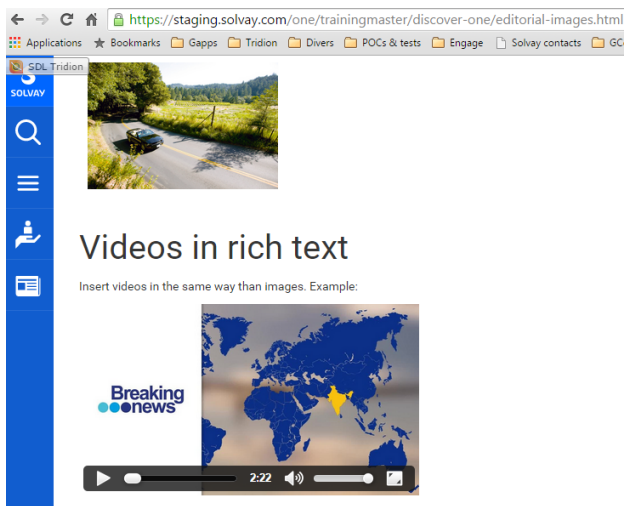 https://staging.solvay.com/one/trainingmaster/discover-one/editorial-images.html
Applications Bookmarks Gapps Tridion Divers POCs & tests Engage Solvay contacts GC
SDL Tridion
SOLVAY
Videos in rich text
Insert videos in the same way than images. Example:
Breaking
news
2:22